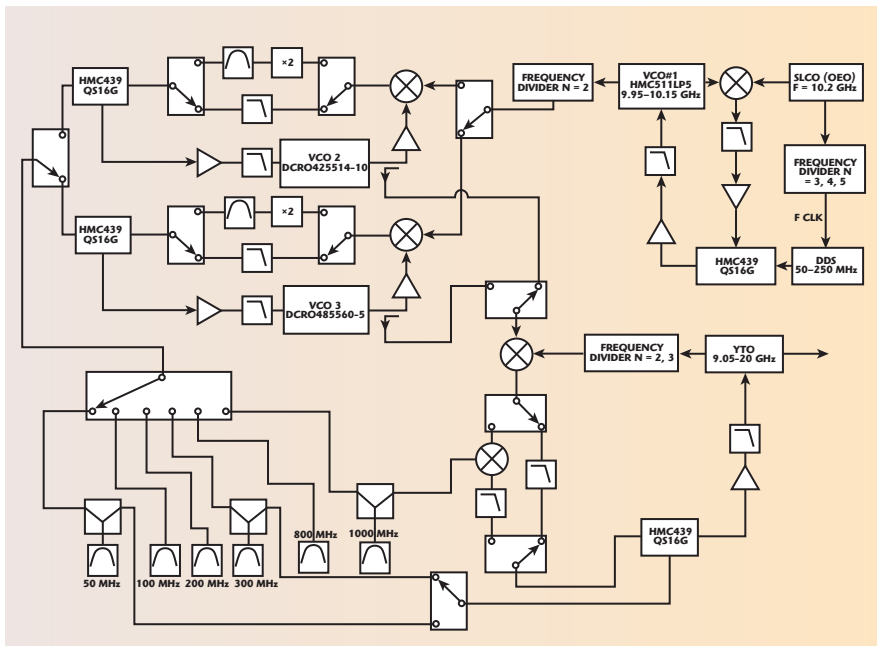 HMC439
QS16G
×2
FREQUENCY
DIVIDER N = 2
VCO#1
HMC511LP5
9.95–10.15 GHz
SLCO (OEO)
F = 10.2 GHz
VCO 2
DCRO425514-10
FREQUENCY
DIVIDER N
= 3, 4, 5
F CLK
HMC439
QS16G
×2
HMC439
QS16G
DDS
50–250 MHz
VCO 3
DCRO485560-5
FREQUENCY
DIVIDER N = 2, 3
YTO
9.05–20 GHz
HMC439
QS16G
800 MHz
1000 MHz
50 MHz
100 MHz
200 MHz
300 MHz